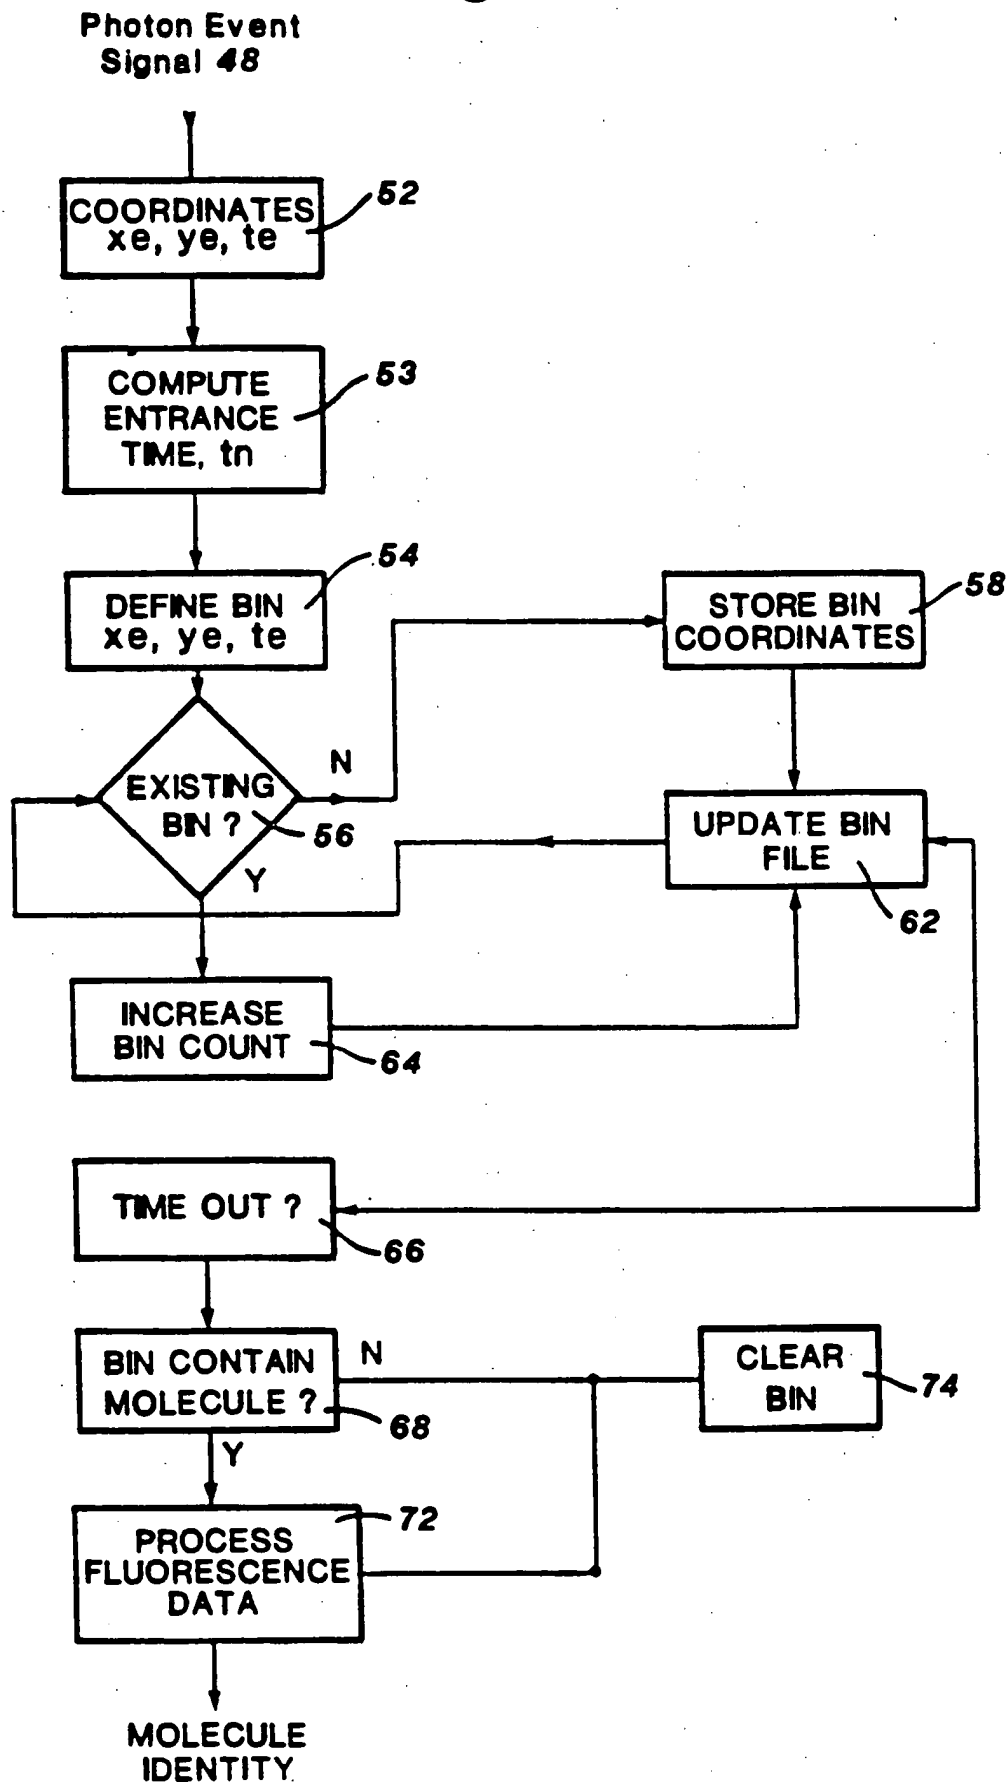 Photon Event
Signal 48
COORDINATES
xe, ye, te
52
COMPUTE
ENTRANCE
TIME, tn
53
DEFINE BIN
xe, ye, te
54
STORE BIN
COORDINATES
58
EXISTING
BIN ?
56
N
Y
UPDATE BIN
FILE
62
INCREASE
BIN COUNT
64
TIME OUT ?
66
BIN CONTAIN
MOLECULE ?
68
N
Y
CLEAR
BIN
74
PROCESS
FLUORESCENCE
DATA
72
MOLECULE
IDENTITY